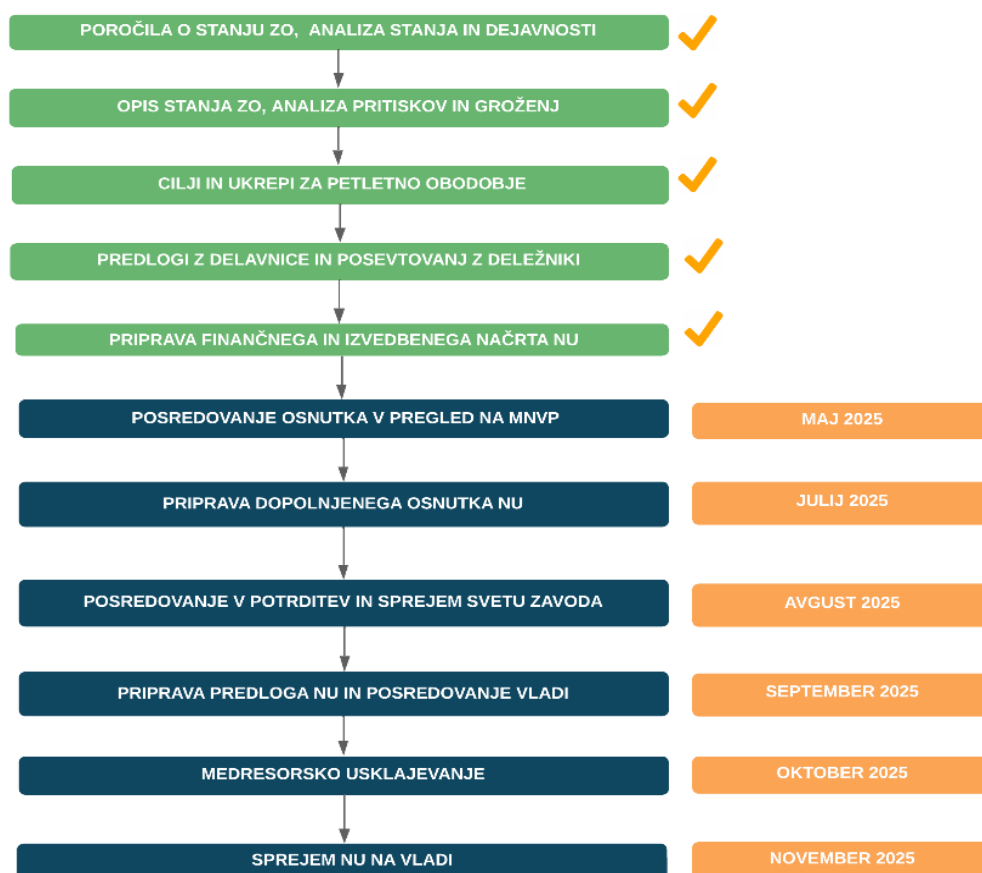 POROČILA O STANJU ZO, ANALIZA STANJA IN DEJAVNOSTI
OPIS STANJA ZO, ANALIZA PRITISKOV IN GROŽENJ
CILJI IN UKREPI ZA PETLETNO OBODOBJE
PREDLOGI Z DELAVNICE IN POSEVTOVANJ Z DELEŽNIKI
PRIPRAVA FINANČNEGA IN IZVEDBENEGA NAČRTA NU
POSREDOVANJE OSNUTKA V PREGLED NA MNVP
MAJ 2025
PRIPRAVA DOPOLNJENEGA OSNUTKA NU
JULIJ 2025
POSREDOVANJE V POTRDITEV IN SPREJEM SVETU ZAVODA
AVGUST 2025
PRIPRAVA PREDLOGA NU IN POSREDOVANJE VLADI
SEPTEMBER 2025
MEDRESORSKO USKLAJEVANJE
OKTOBER 2025
SPREJEM NU NA VLADI
NOVEMBER 2025